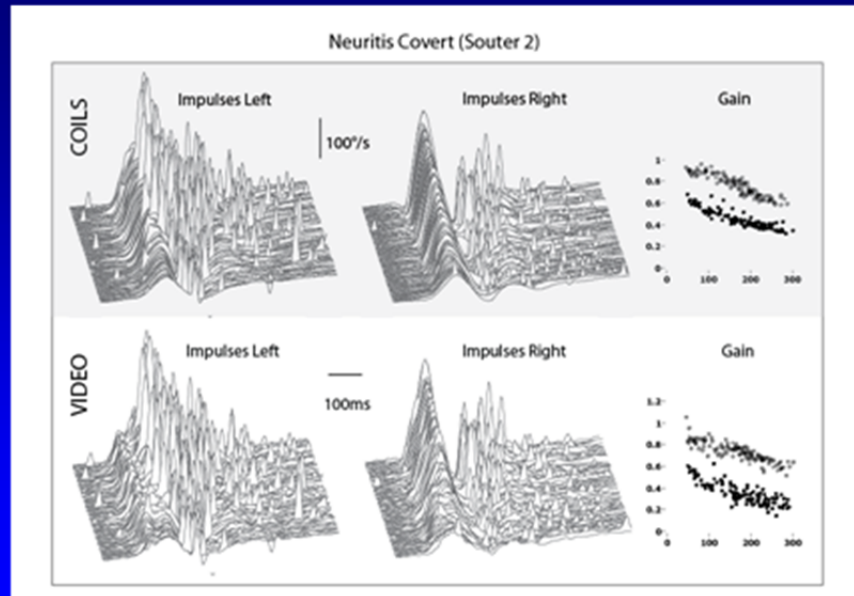 Neuritis Covert (Souter 2)
COILS
Impulses Left
Impulses Right
Gain
100°/s
1
0.8
0.6
0.4
0.2
0
0 100 200 300
VIDEO
Impulses Left
Impulses Right
Gain
100ms
1.2
1
0.8
0.6
0.4
0.2
0
0 100 200 300